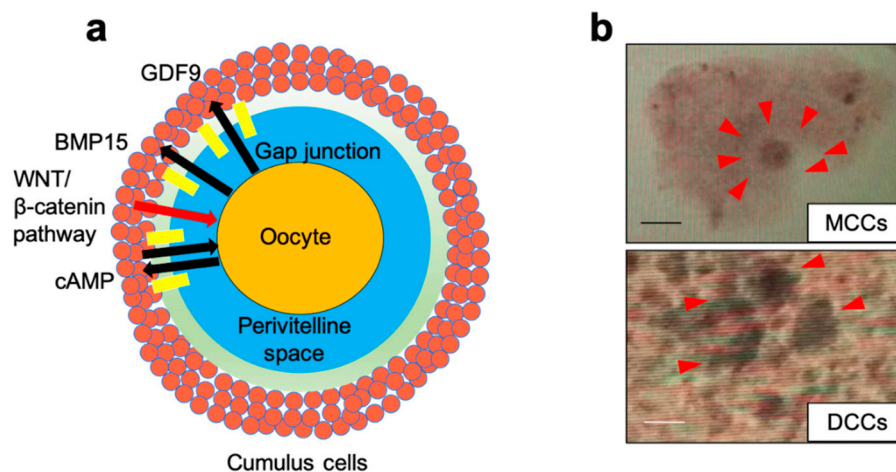 a
GDF9
BMP15
WNT/
β-catenin
pathway
cAMP
Gap junction
Oocyte
Perivitelline
space
Cumulus cells
b
MCCs
DCCs